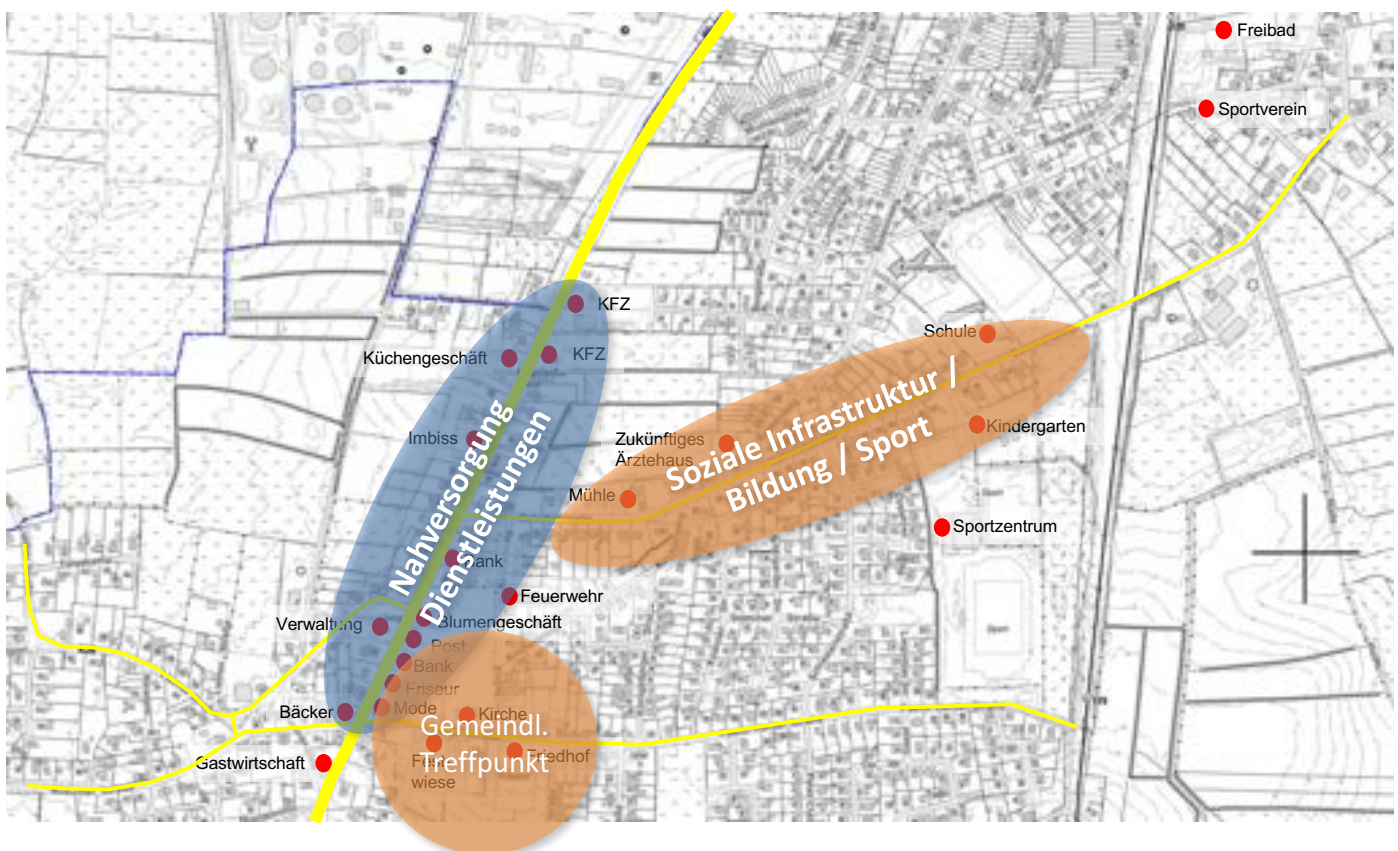 Freibad
Sportverein
KFZ
Schule
Küchengeschäft
KFZ
Soziale Infrastruktur /
Bildung / Sport
Nahversorgung
Dienstleistungen
Imbiss
Zukünftiges
Ärztehaus
Kindergarten
Mühle
Sportzentrum
Bank
Feuerwehr
Verwaltung
Blumengeschäft
Post
Bank
Friseur
Bäcker
Mode
Kirche
Gemeindl.
Treffpunkt
Gastwirtschaft
Friedhof
wiese